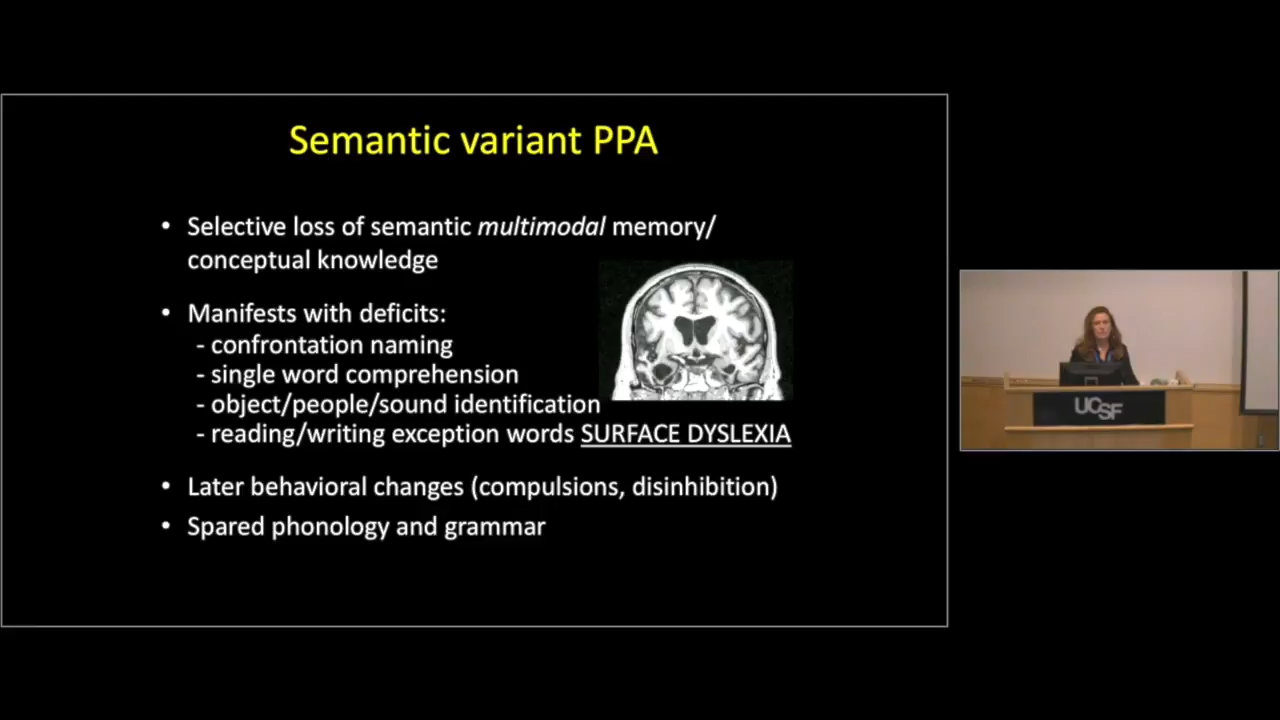 Semantic variant PPA
• Selective loss of semantic multimodal memory/
conceptual knowledge
• Manifests with deficits:
- confrontation naming
- single word comprehension
- object/people/sound identification
- reading/writing exception words SURFACE DYSLEXIA
• Later behavioral changes (compulsions, disinhibition)
• Spared phonology and grammar
UCSF